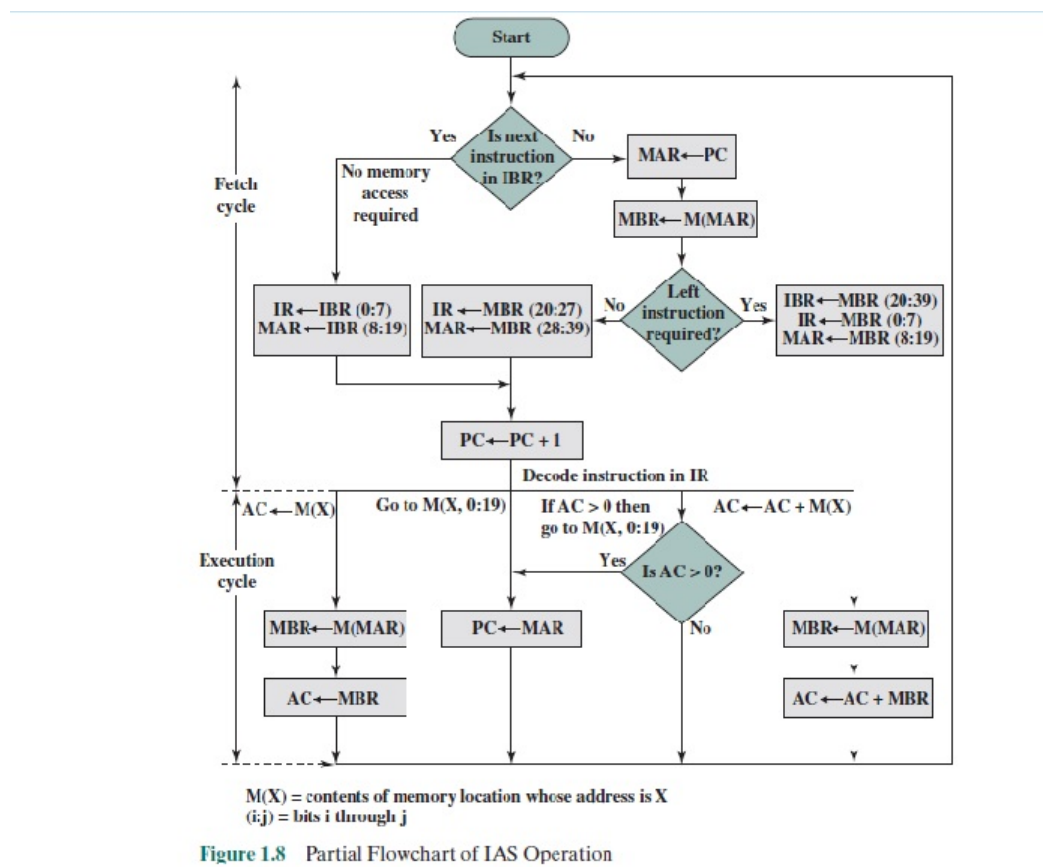 Start
Yes
Is next
instruction
in IBR?
No
MAR←PC
No memory
access
required
Fetch
cycle
MBR←M(MAR)
IR←IBR (0:7)
MAR←IBR (8:19)
IR←MBR (20:27)
MAR←MBR (28:39)
No
Left
instruction
required?
Yes
IBR←MBR (20:39)
IR←MBR (0:7)
MAR←MBR (8:19)
PC←PC + 1
Decode instruction in IR
AC←M(X)
Go to M(X, 0:19)
If AC > 0 then
go to M(X, 0:19)
AC←AC + M(X)
Execution
cycle
Yes
Is AC > 0?
No
MBR←M(MAR)
PC←MAR
MBR←M(MAR)
AC←MBR
AC←AC + MBR
M(X) = contents of memory location whose address is X
(i:j) = bits i through j
Figure 1.8 Partial Flowchart of IAS Operation